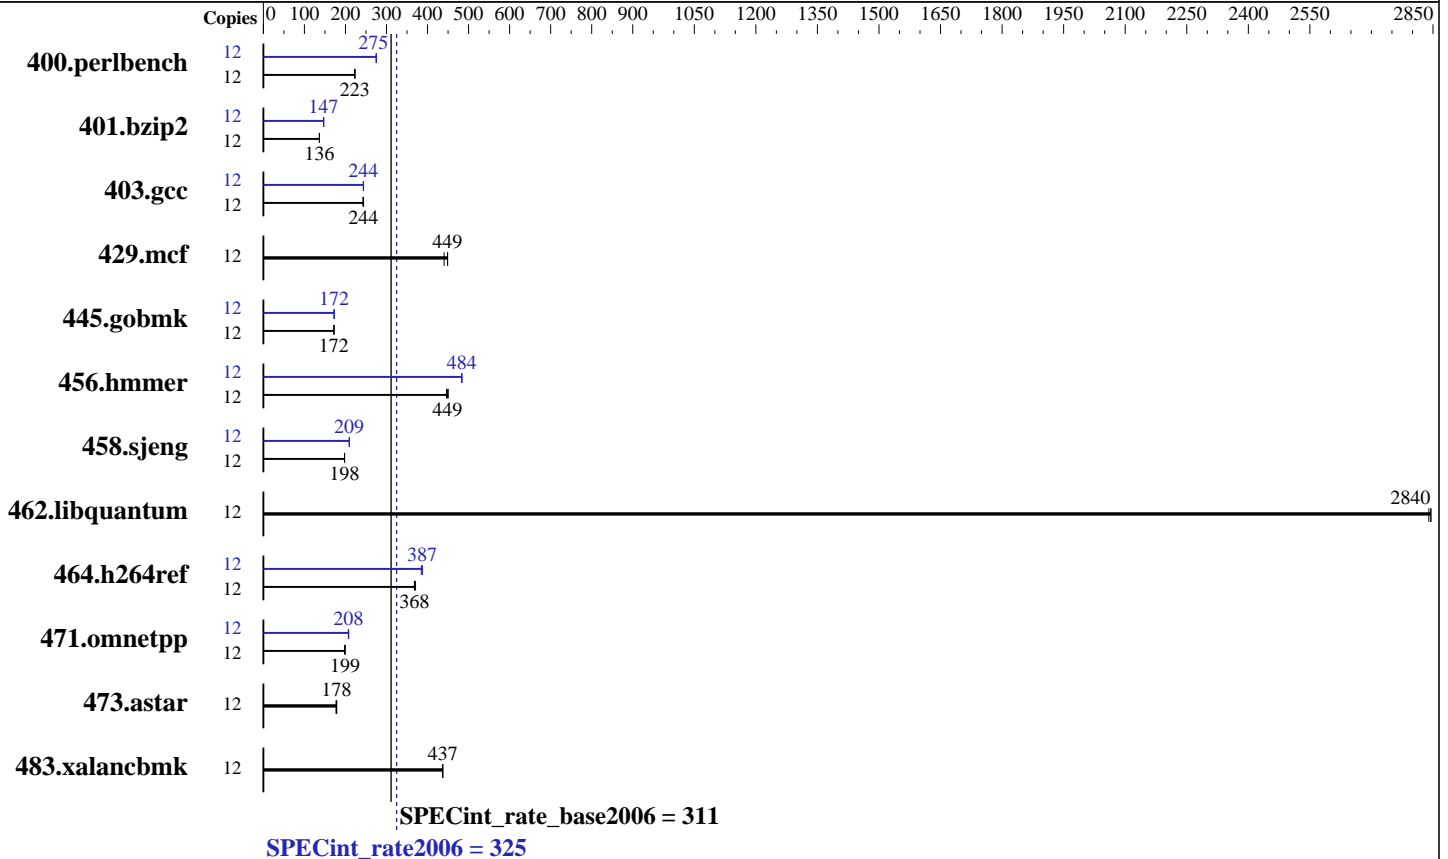 Copies 0 100 200 300 400 500 600 700 800 900 1050 1200 1350 1500 1650 1800 1950 2100 2250 2400 2550 2850
400.perlbench 12 275
12 223
401.bzip2 12 147
12 136
403.gcc 12 244
12 244
429.mcf 12 449
445.gobmk 12 172
12 172
456.hmmer 12 484
12 449
458.sjeng 12 209
12 198
462.libquantum 12 2840
464.h264ref 12 387
12 368
471.omnetpp 12 208
12 199
473.astar 12 178
483.xalancbmk 12 437
SPECint_rate_base2006 = 311
SPECint_rate2006 = 325